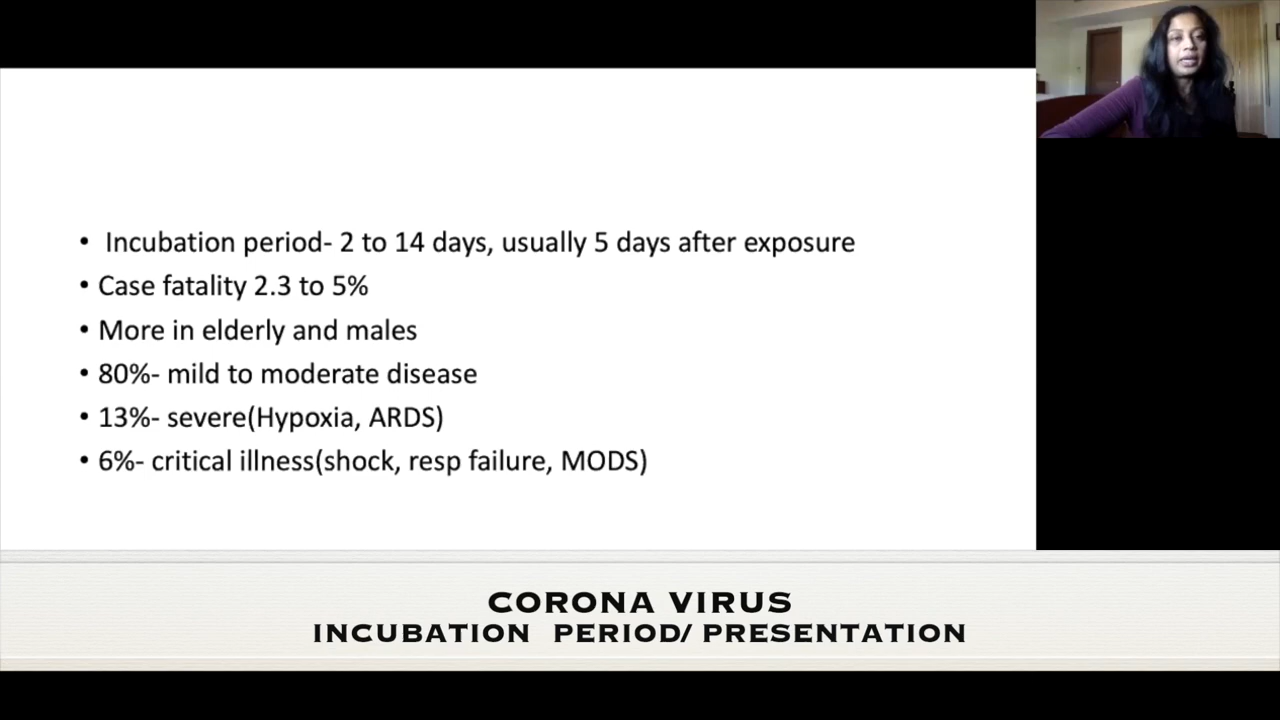 • Incubation period- 2 to 14 days, usually 5 days after exposure
• Case fatality 2.3 to 5%
• More in elderly and males
• 80%- mild to moderate disease
• 13%- severe(Hypoxia, ARDS)
• 6%- critical illness(shock, resp failure, MODS)
CORONA VIRUS
INCUBATION PERIOD/ PRESENTATION